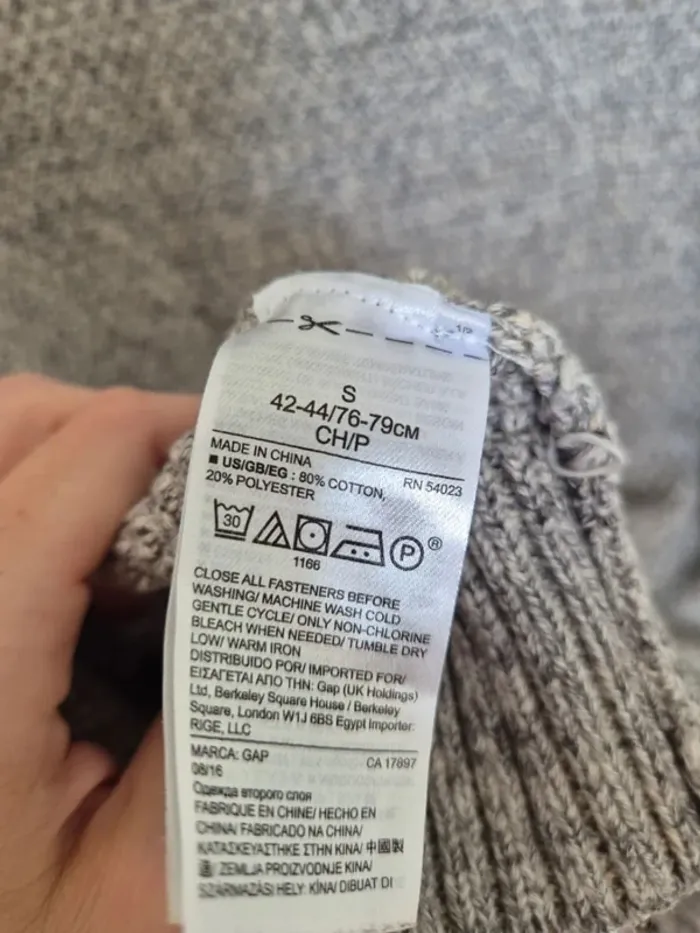 1/2
S
42-44/76-79CM
CH/P
MADE IN CHINA
RN 54023
■ US/GB/EG : 80% COTTON,
20% POLYESTER
30
P ®
1166
CLOSE ALL FASTENERS BEFORE
WASHING/ MACHINE WASH COLD
GENTLE CYCLE/ ONLY NON-CHLORINE
BLEACH WHEN NEEDED/ TUMBLE DRY
LOW/ WARM IRON
DISTRIBUIDO POR/ IMPORTED FOR/
ΕΙΣΑΓΕΤΑΙ ΑΠΟ ΤΗΝ: Gap (UK Holdings)
Ltd, Berkeley Square House / Berkeley
Square, London W1J 6BS Egypt Importer:
RIGE, LLC
MARCA: GAP
CA 17897
08/16
Одежда второго слоя
FABRIQUE EN CHINE/ HECHO EN
CHINA/ FABRICADO NA CHINA/
ΚΑΤΑΣΚΕΥΑΣΤΗΚΕ ΣΤΗΝ ΚΙΝΑ/ 中國製
造/ ZEMLJA PROIZVODNJE KINA/
SZÁRMAZÁSI HELY: KÍNA/ DIBUAT DI